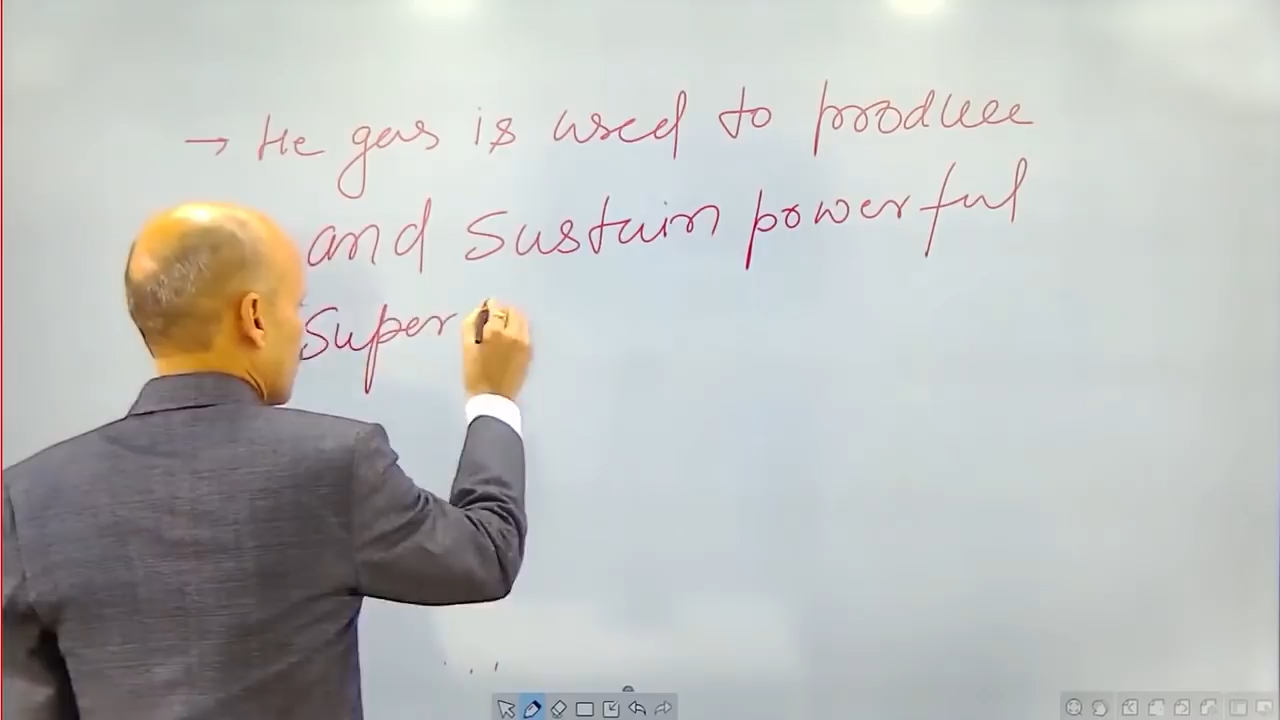 → He gas is used to produce
and sustain powerful
super